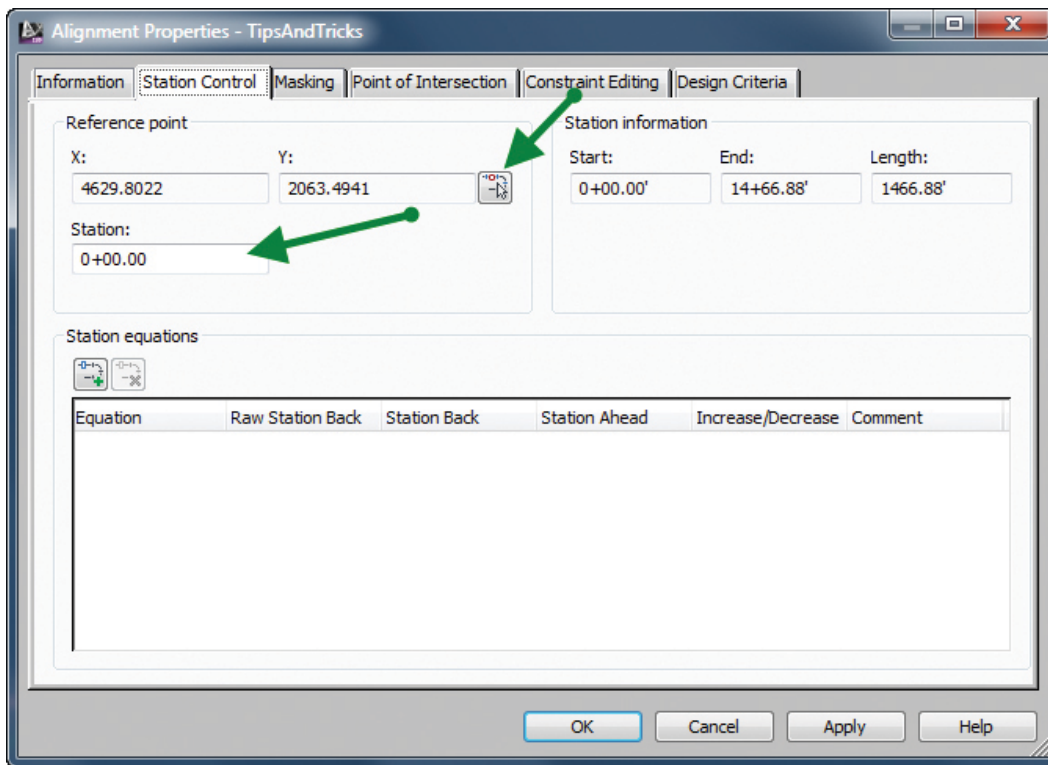 Alignment Properties - TipsAndTricks
Information Station Control Masking Point of Intersection Constraint Editing Design Criteria
Reference point
X: Y:
4629.8022 2063.4941
Station:
0+00.00
Station information
Start: End: Length:
0+00.00' 14+66.88' 1466.88'
Station equations
Equation Raw Station Back Station Back Station Ahead Increase/Decrease Comment
OK Cancel Apply Help